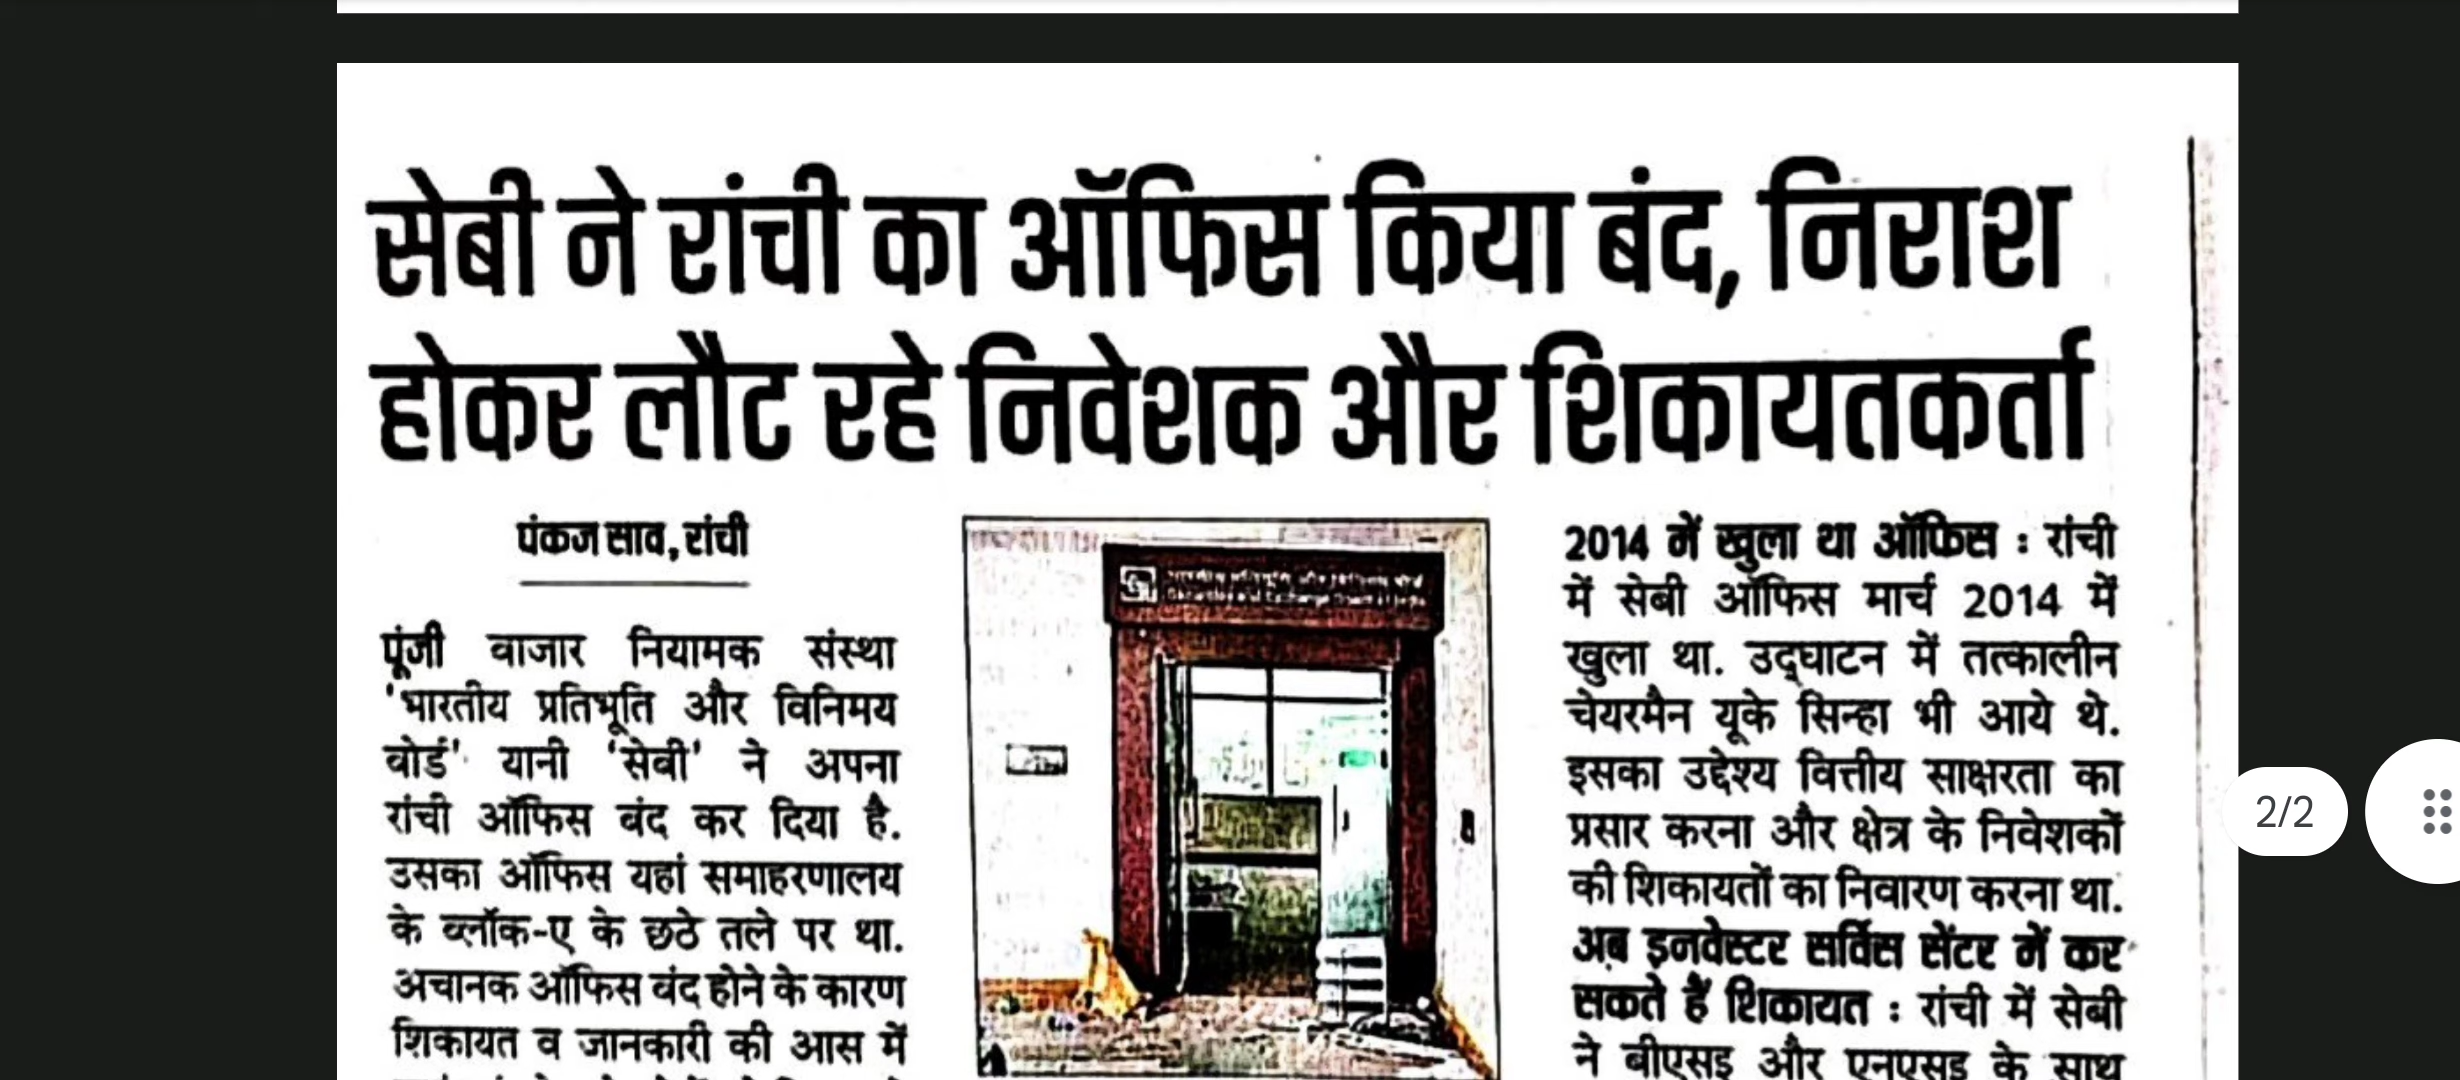 सेबी ने रांची का ऑफिस किया बंद, निराश
होकर लौट रहे निवेशक और शिकायतकर्ता
पंकज साव, रांची
पूंजी बाजार नियामक संस्था
'भारतीय प्रतिभूति और विनिमय
बोर्ड' यानी 'सेबी' ने अपना
रांची ऑफिस बंद कर दिया है.
उसका ऑफिस यहां समाहरणालय
के ब्लॉक-ए के छठे तले पर था.
अचानक ऑफिस बंद होने के कारण
शिकायत व जानकारी की आस में
2014 में खुला था ऑफिस : रांची
में सेबी ऑफिस मार्च 2014 में
खुला था. उद्घाटन में तत्कालीन
चेयरमैन यूके सिन्हा भी आये थे.
इसका उद्देश्य वित्तीय साक्षरता का
प्रसार करना और क्षेत्र के निवेशकों
की शिकायतों का निवारण करना था.
अब इनवेस्टर सर्विस सेंटर में कर
सकते हैं शिकायत : रांची में सेबी
ने बीएसइ और एनएसइ के साथ
2/2